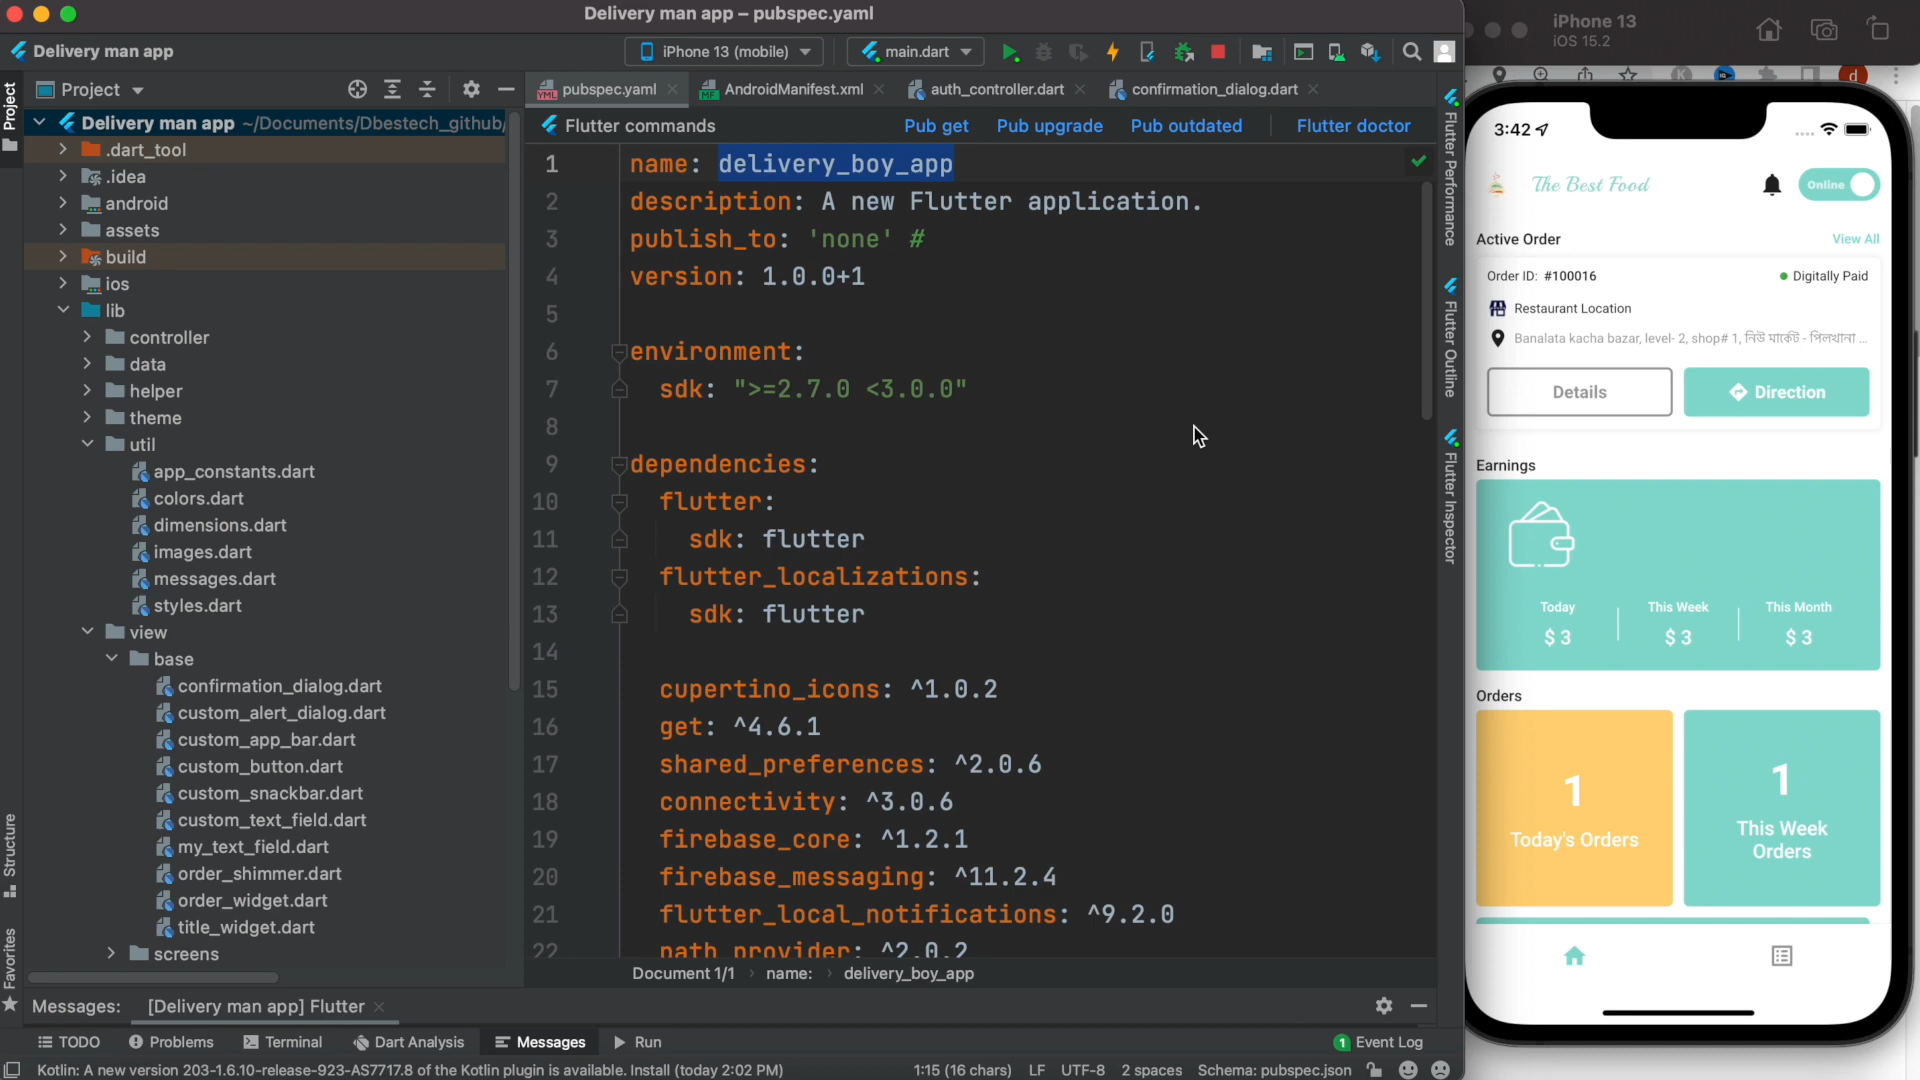 Delivery man app – pubspec.yaml
Delivery man app
iPhone 13 (mobile)
main.dart
Project
pubspec.yaml
AndroidManifest.xml
auth_controller.dart
confirmation_dialog.dart
Flutter commands
Pub get
Pub upgrade
Pub outdated
Flutter doctor
Project
Structure
Favorites
Delivery man app ~/Documents/Dbestech_github/
.dart_tool
.idea
android
assets
build
ios
lib
controller
data
helper
theme
util
app_constants.dart
colors.dart
dimensions.dart
images.dart
messages.dart
styles.dart
view
base
confirmation_dialog.dart
custom_alert_dialog.dart
custom_app_bar.dart
custom_button.dart
custom_snackbar.dart
custom_text_field.dart
my_text_field.dart
order_shimmer.dart
order_widget.dart
title_widget.dart
screens
1 name: delivery_boy_app
2 description: A new Flutter application.
3 publish_to: 'none' #
4 version: 1.0.0+1
5
6 environment:
7 sdk: ">=2.7.0 <3.0.0"
8
9 dependencies:
10 flutter:
11 sdk: flutter
12 flutter_localizations:
13 sdk: flutter
14
15 cupertino_icons: ^1.0.2
16 get: ^4.6.1
17 shared_preferences: ^2.0.6
18 connectivity: ^3.0.6
19 firebase_core: ^1.2.1
20 firebase_messaging: ^11.2.4
21 flutter_local_notifications: ^9.2.0
22 path_provider: ^2.0.2
Document 1/1 › name: › delivery_boy_app
Flutter Performance
Flutter Outline
Flutter Inspector
Messages: [Delivery man app] Flutter
TODO
Problems
Terminal
Dart Analysis
Messages
Run
1 Event Log
Kotlin: A new version 203-1.6.10-release-923-AS7717.8 of the Kotlin plugin is available. Install (today 2:02 PM)
1:15 (16 chars) LF UTF-8 2 spaces Schema: pubspec.json
iPhone 13
iOS 15.2
d
3:42
The Best Food
Online
Active Order
View All
Order ID: #100016
Digitally Paid
Restaurant Location
Banalata kacha bazar, level- 2, shop# 1, নিউ মার্কেট - পিলখানা ...
Details
Direction
Earnings
Today
This Week
This Month
$ 3
$ 3
$ 3
Orders
1
Today's Orders
1
This Week
Orders